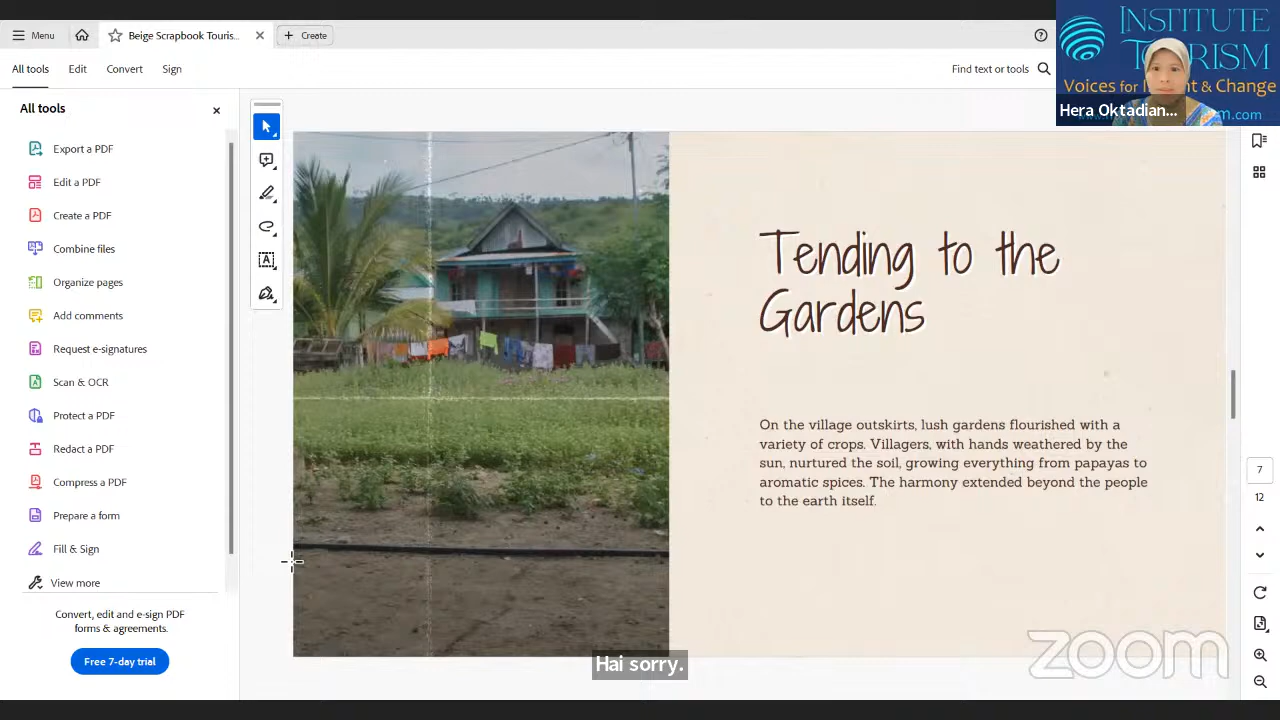 Menu
Beige Scrapbook Touris...
Create
All tools
Edit
Convert
Sign
Find text or tools
INSTITUTE
TOURISM
Voices for
& Change
Hera Oktadian...
All tools
Export a PDF
Edit a PDF
Create a PDF
Combine files
Organize pages
Add comments
Request e-signatures
Scan & OCR
Protect a PDF
Redact a PDF
Compress a PDF
Prepare a form
Fill & Sign
View more
Convert, edit and e-sign PDF
forms & agreements.
Free 7-day trial
Tending to the
Gardens
On the village outskirts, lush gardens flourished with a
variety of crops. Villagers, with hands weathered by the
sun, nurtured the soil, growing everything from papayas to
aromatic spices. The harmony extended beyond the people
to the earth itself.
7
12
Hai sorry.
zoom